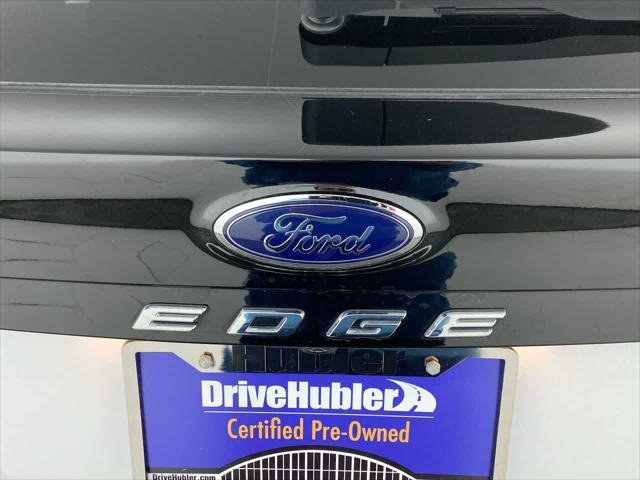 Ford
EDGE
Hubler
DriveHubler
Certified Pre-Owned
DriveHubler.com